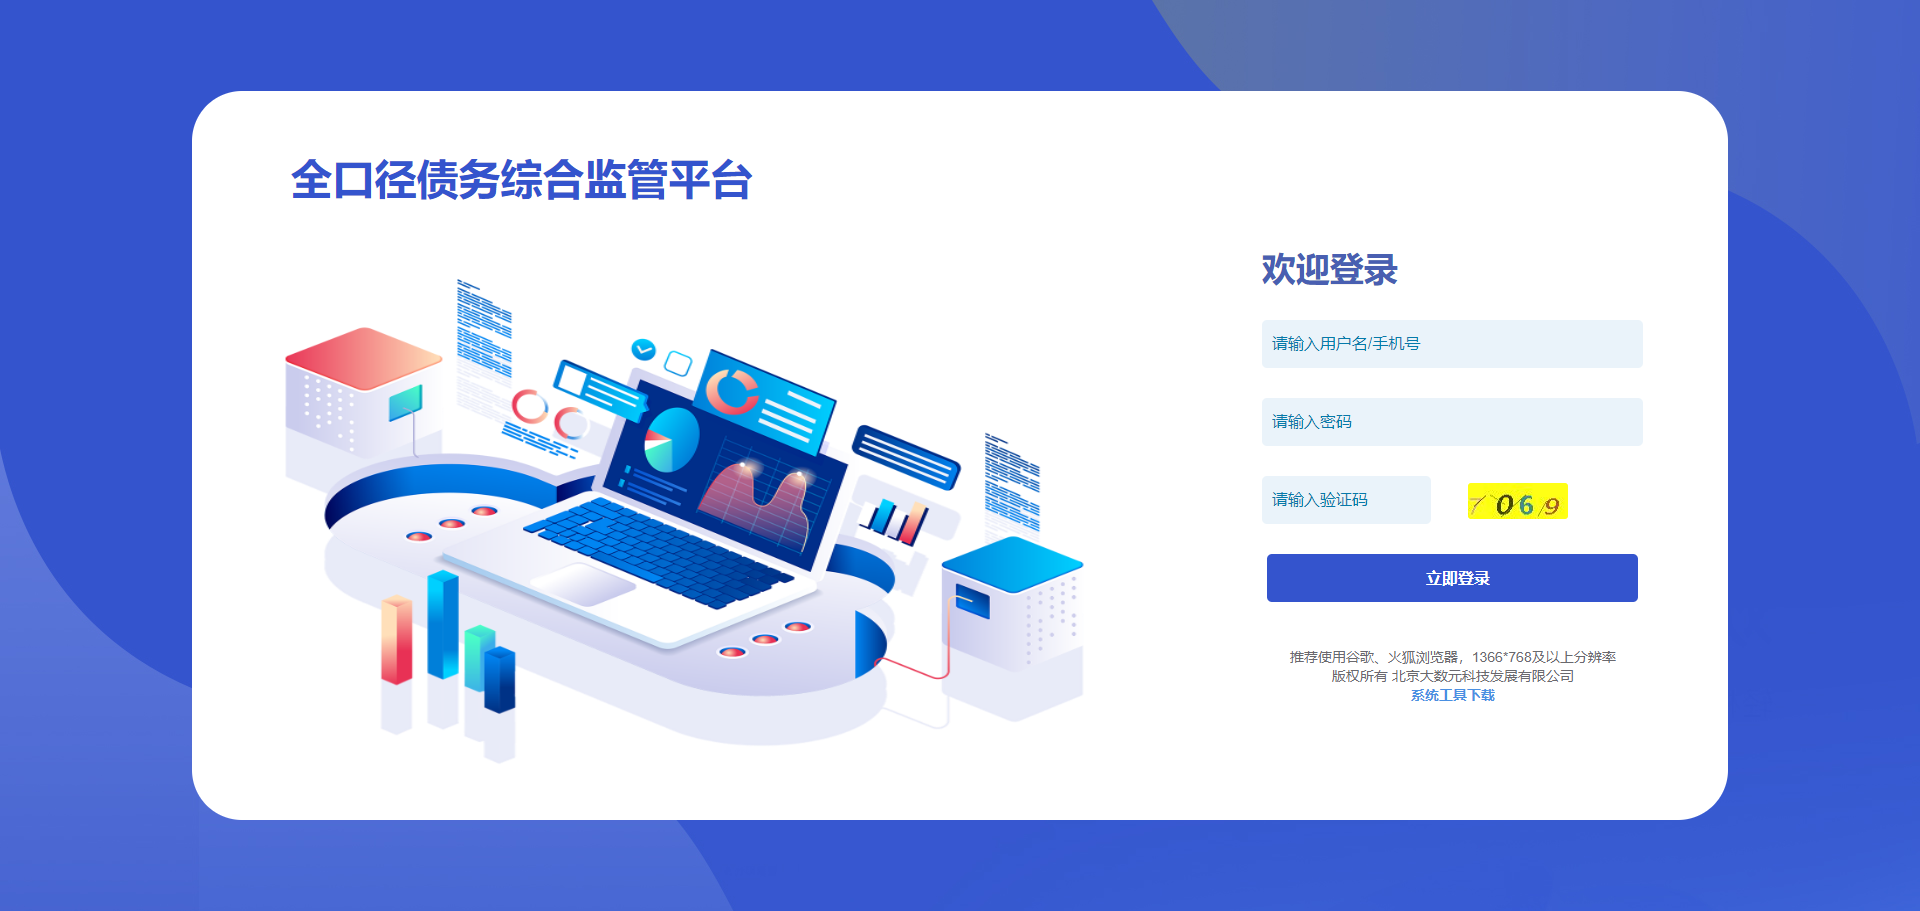 全口径债务综合监管平台
欢迎登录
请输入用户名/手机号
请输入密码
请输入验证码
7069
立即登录
推荐使用谷歌、火狐浏览器，1366*768及以上分辨率
版权所有 北京大数元科技发展有限公司
系统工具下载